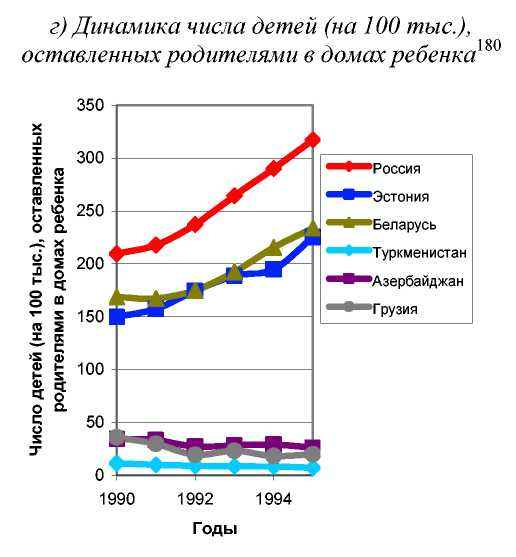 г) Динамика числа детей (на 100 тыс.),
оставленных родителями в домах ребенка180
Число детей (на 100 тыс.), оставленных
родителями в домах ребенка
350
300
250
200
150
100
50
0
1990
1992
1994
Годы
Россия
Эстония
Беларусь
Туркменистан
Азербайджан
Грузия